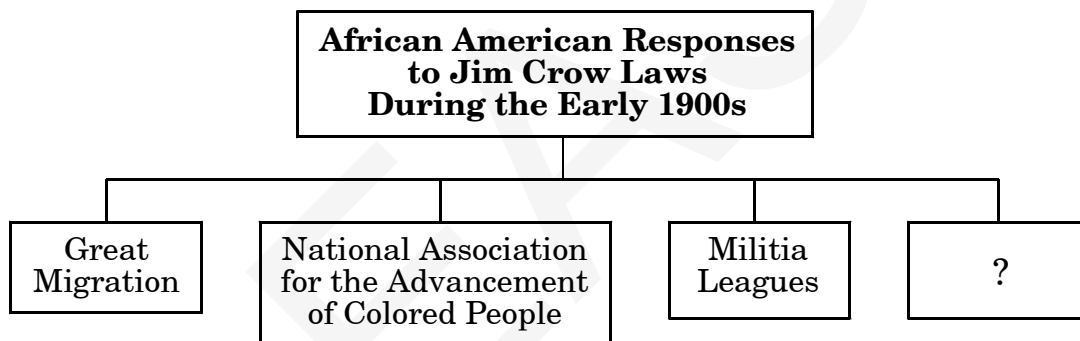 African American Responses
to Jim Crow Laws
During the Early 1900s
Great
Migration
National Association
for the Advancement
of Colored People
Militia
Leagues
?